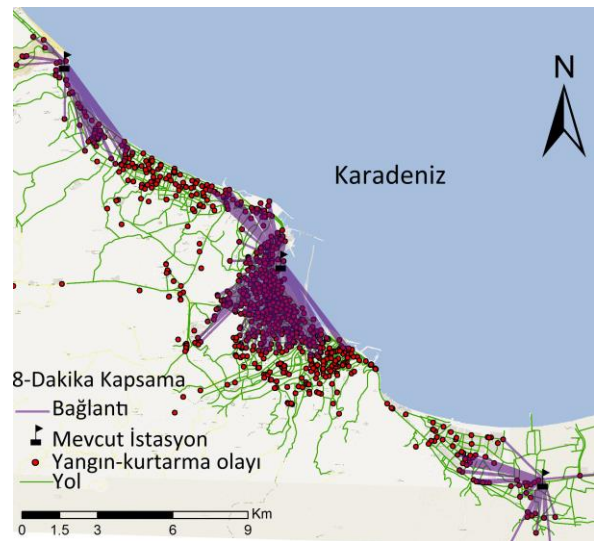 N
Karadeniz
8-Dakika Kapsama
Bağlantı
Mevcut İstasyon
Yangın-kurtarma olayı
Yol
Km
0 1.5 3 6 9